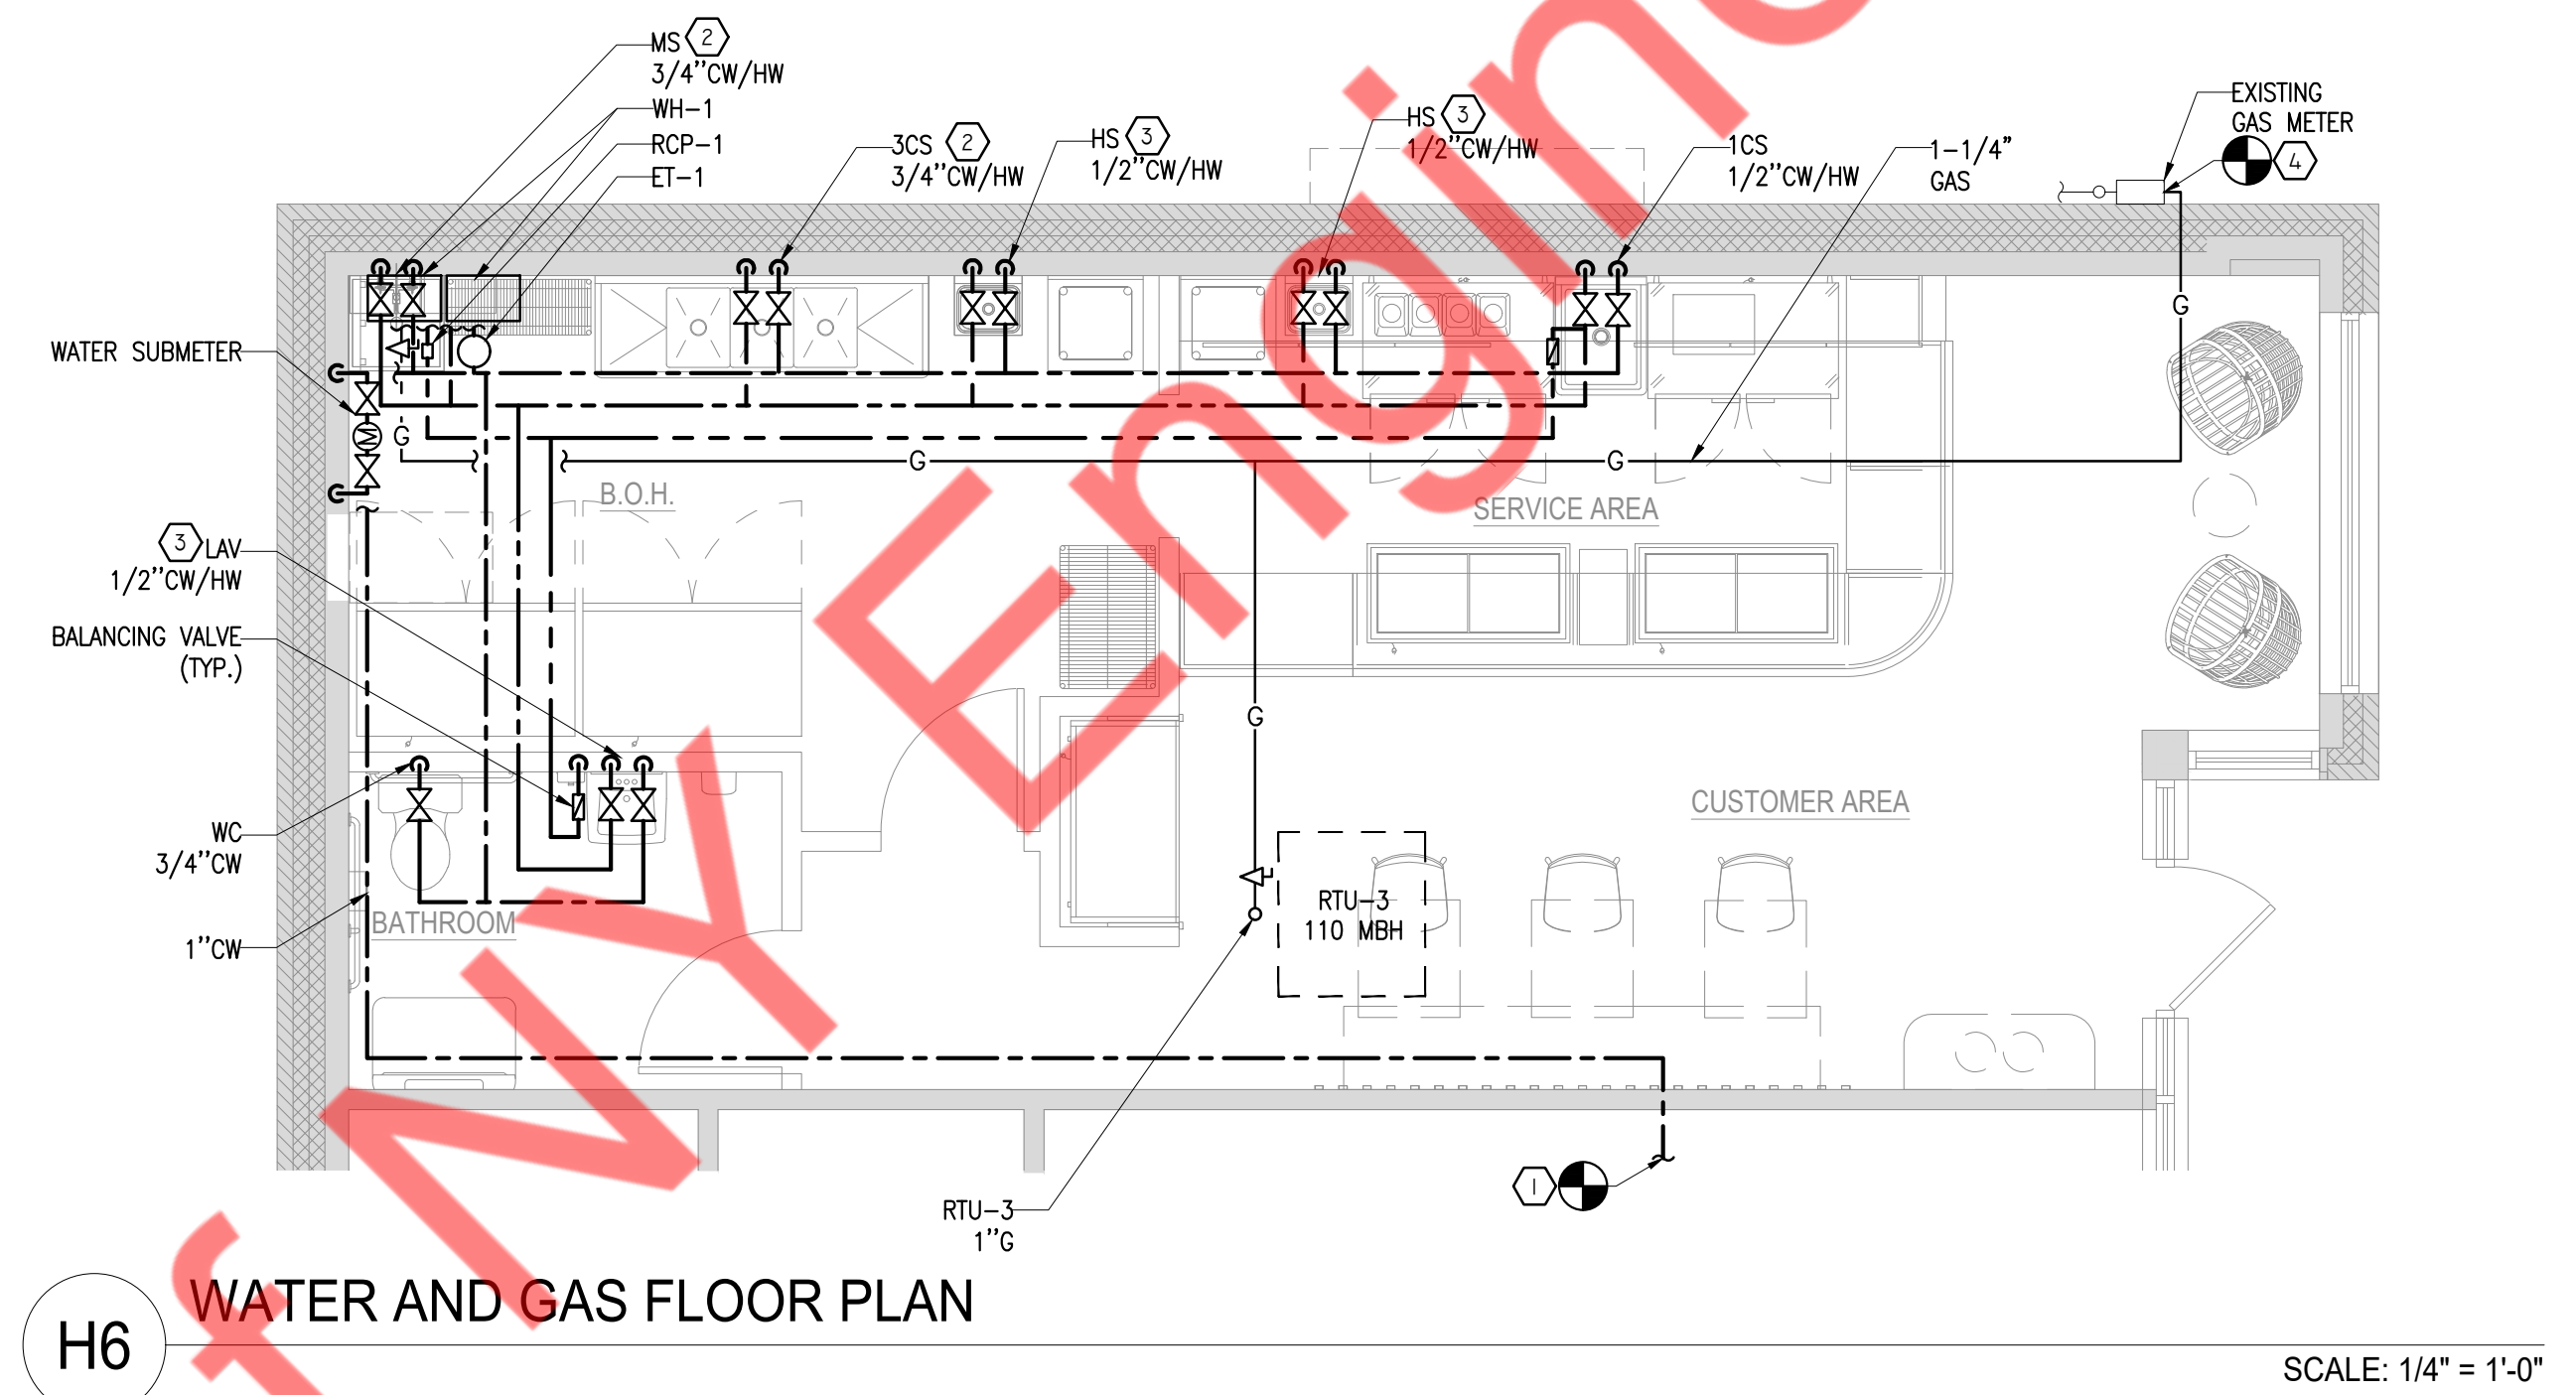 MS 2
3/4"CW/HW
WH-1
RCP-1
ET-1
3CS 2
3/4"CW/HW
HS 3
1/2"CW/HW
HS 3
1/2"CW/HW
1CS
1/2"CW/HW
1-1/4"
GAS
EXISTING
GAS METER
4
WATER SUBMETER
M
G
G
G
G
G
B.O.H.
SERVICE AREA
3 LAV
1/2"CW/HW
BALANCING VALVE
(TYP.)
WC
3/4"CW
1"CW
BATHROOM
CUSTOMER AREA
RTU-3
110 MBH
RTU-3
1"G
1
f NY Engine
H6
WATER AND GAS FLOOR PLAN
SCALE: 1/4" = 1'-0"